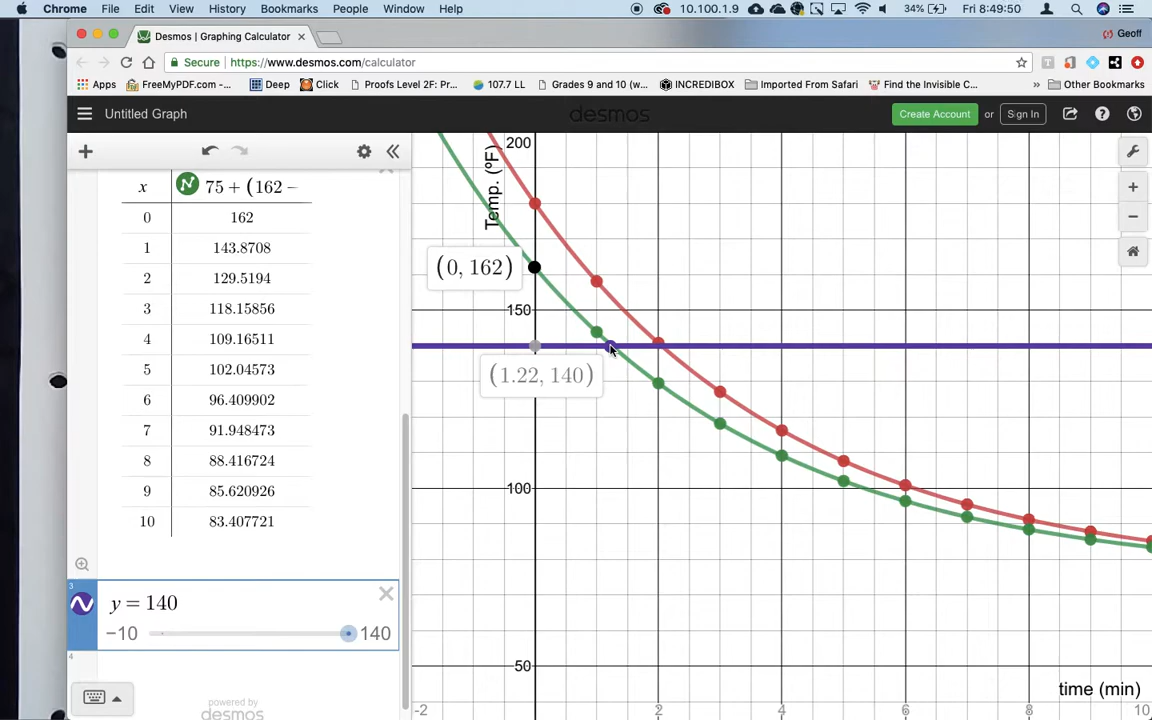 Chrome File Edit View History Bookmarks People Window Help 10.100.1.9 34% Fri 8:49:50
Desmos | Graphing Calculator Geoff
Secure https://www.desmos.com/calculator
Apps FreeMyPDF.com -... Deep Click Proofs Level 2F: Pr... 107.7 LL Grades 9 and 10 (w... INCREDIBOX Imported From Safari Find the Invisible C... » Other Bookmarks
Untitled Graph desmos Create Account or Sign In
x 75 + (162 −
0 162
1 143.8708
2 129.5194
3 118.15856
4 109.16511
5 102.04573
6 96.409902
7 91.948473
8 88.416724
9 85.620926
10 83.407721
3
y = 140
−10 140
4
powered by
desmos
Temp. (ºF)
200
(0, 162)
150
(1.22, 140)
100
50
time (min)
-2 2 4 6 8 10